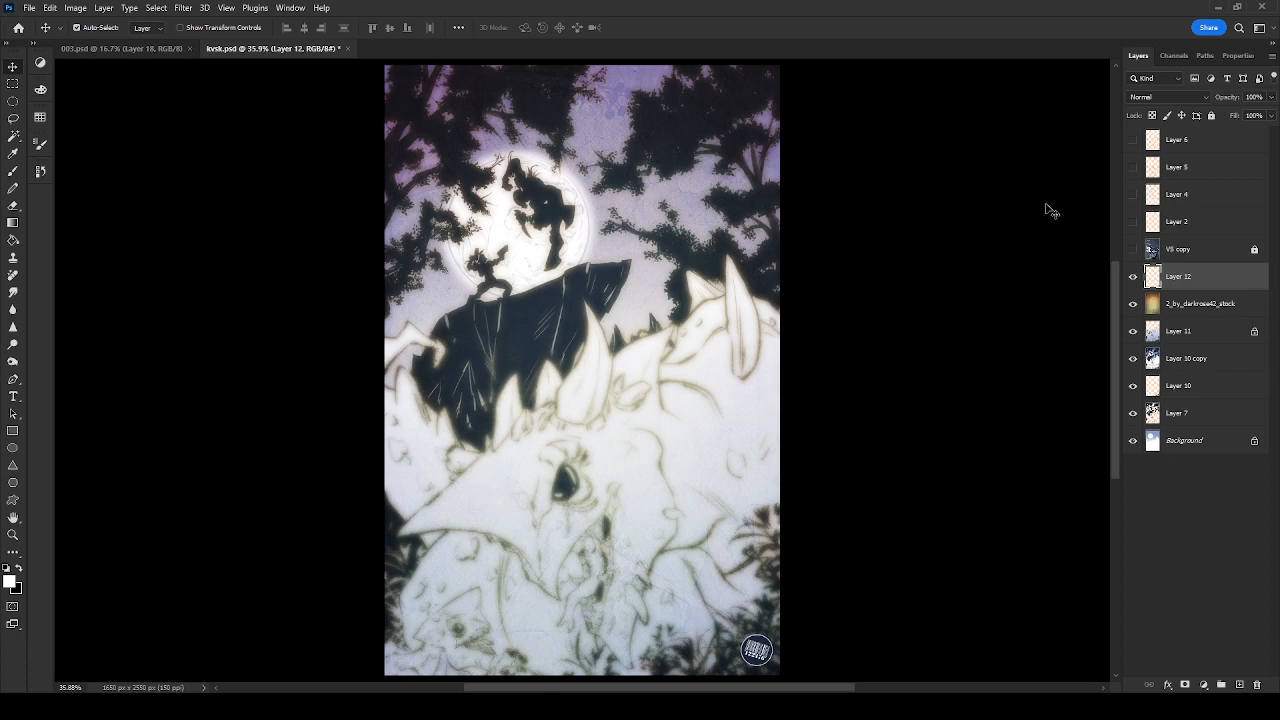 File Edit Image Layer Type Select Filter 3D View Plugins Window Help
Auto-Select: Layer Show Transform Controls 3D Mode: Share
003.psd @ 16.7% (Layer 18, RGB/8) × kvsk.psd @ 35.9% (Layer 12, RGB/8#) * ×
Layers Channels Paths Properties
Kind
Normal Opacity: 100%
Lock: Fill: 100%
Layer 6
Layer 5
Layer 4
Layer 2
VS copy
Layer 12
2_by_darkrose42_stock
Layer 11
Layer 10 copy
Layer 10
Layer 7
Background
35.88% 1650 px x 2550 px (150 ppi)